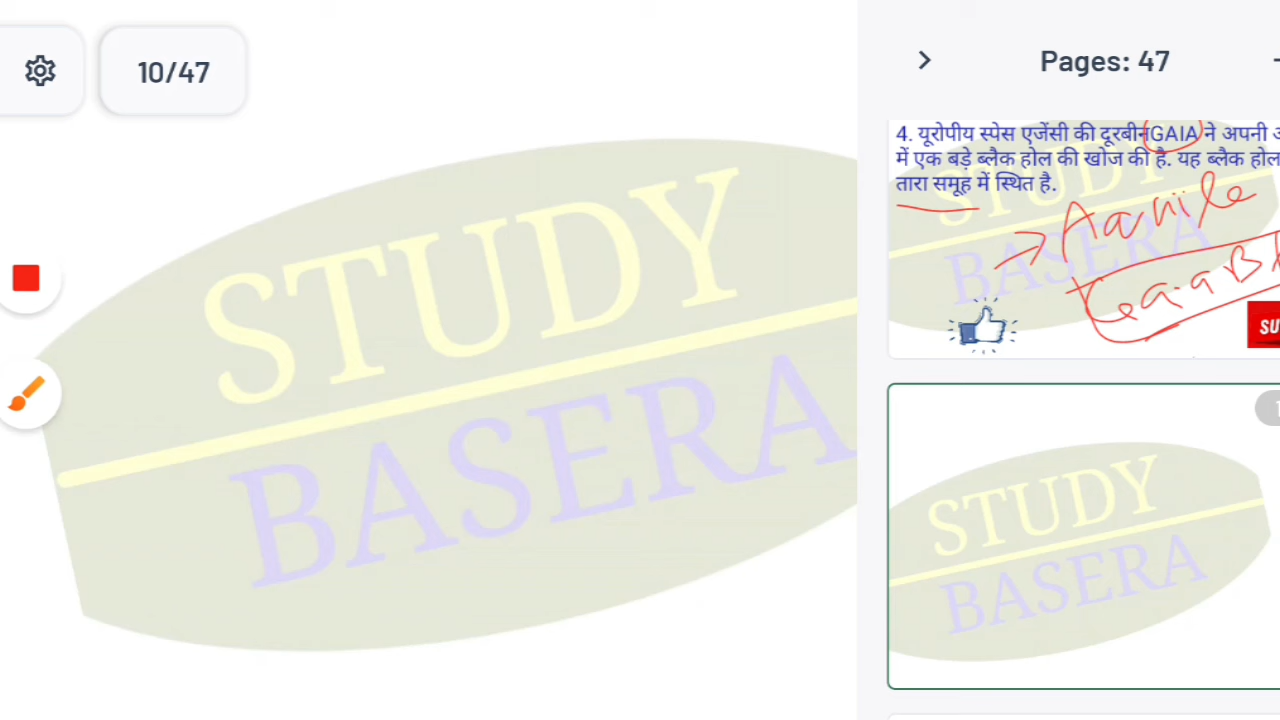 10/47
Pages: 47
STUDY
BASERA
4. यूरोपीय स्पेस एजेंसी की दूरबीन GAIA ने अपनी
में एक बड़े ब्लैक होल की खोज की है. यह ब्लैक होल
तारा समूह में स्थित है.
STUDY
BASERA
STUDY
BASERA